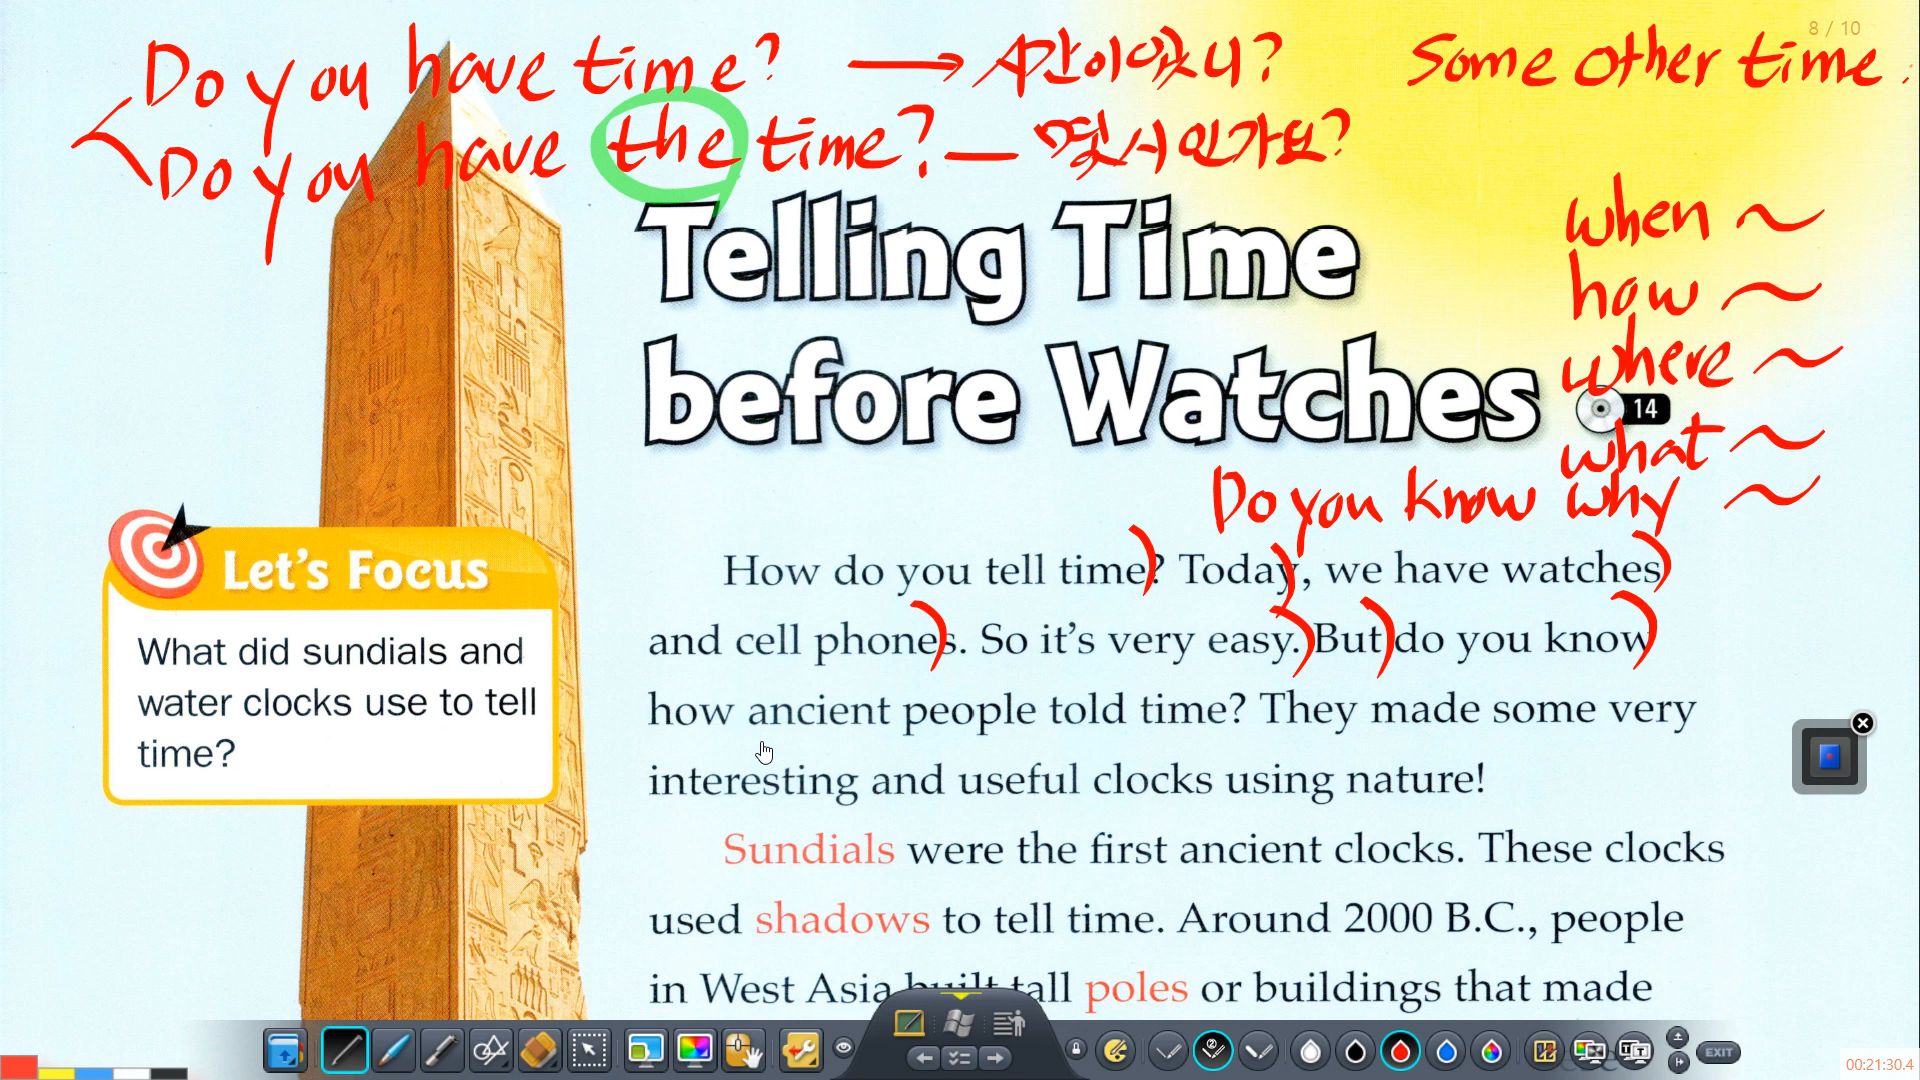 8 / 10
Do you have time? → 시간이 있니? Some other time.
Do you have the time? — 몇 시인가요?
Telling Time
before Watches
14
when ~
how ~
where ~
what ~
Do you know why ~
Let's Focus
What did sundials and
water clocks use to tell
time?
How do you tell time? Today, we have watches
and cell phones. So it's very easy. But do you know
how ancient people told time? They made some very
interesting and useful clocks using nature!
Sundials were the first ancient clocks. These clocks
used shadows to tell time. Around 2000 B.C., people
in West Asia built tall poles or buildings that made
EXIT
00:21:30.4